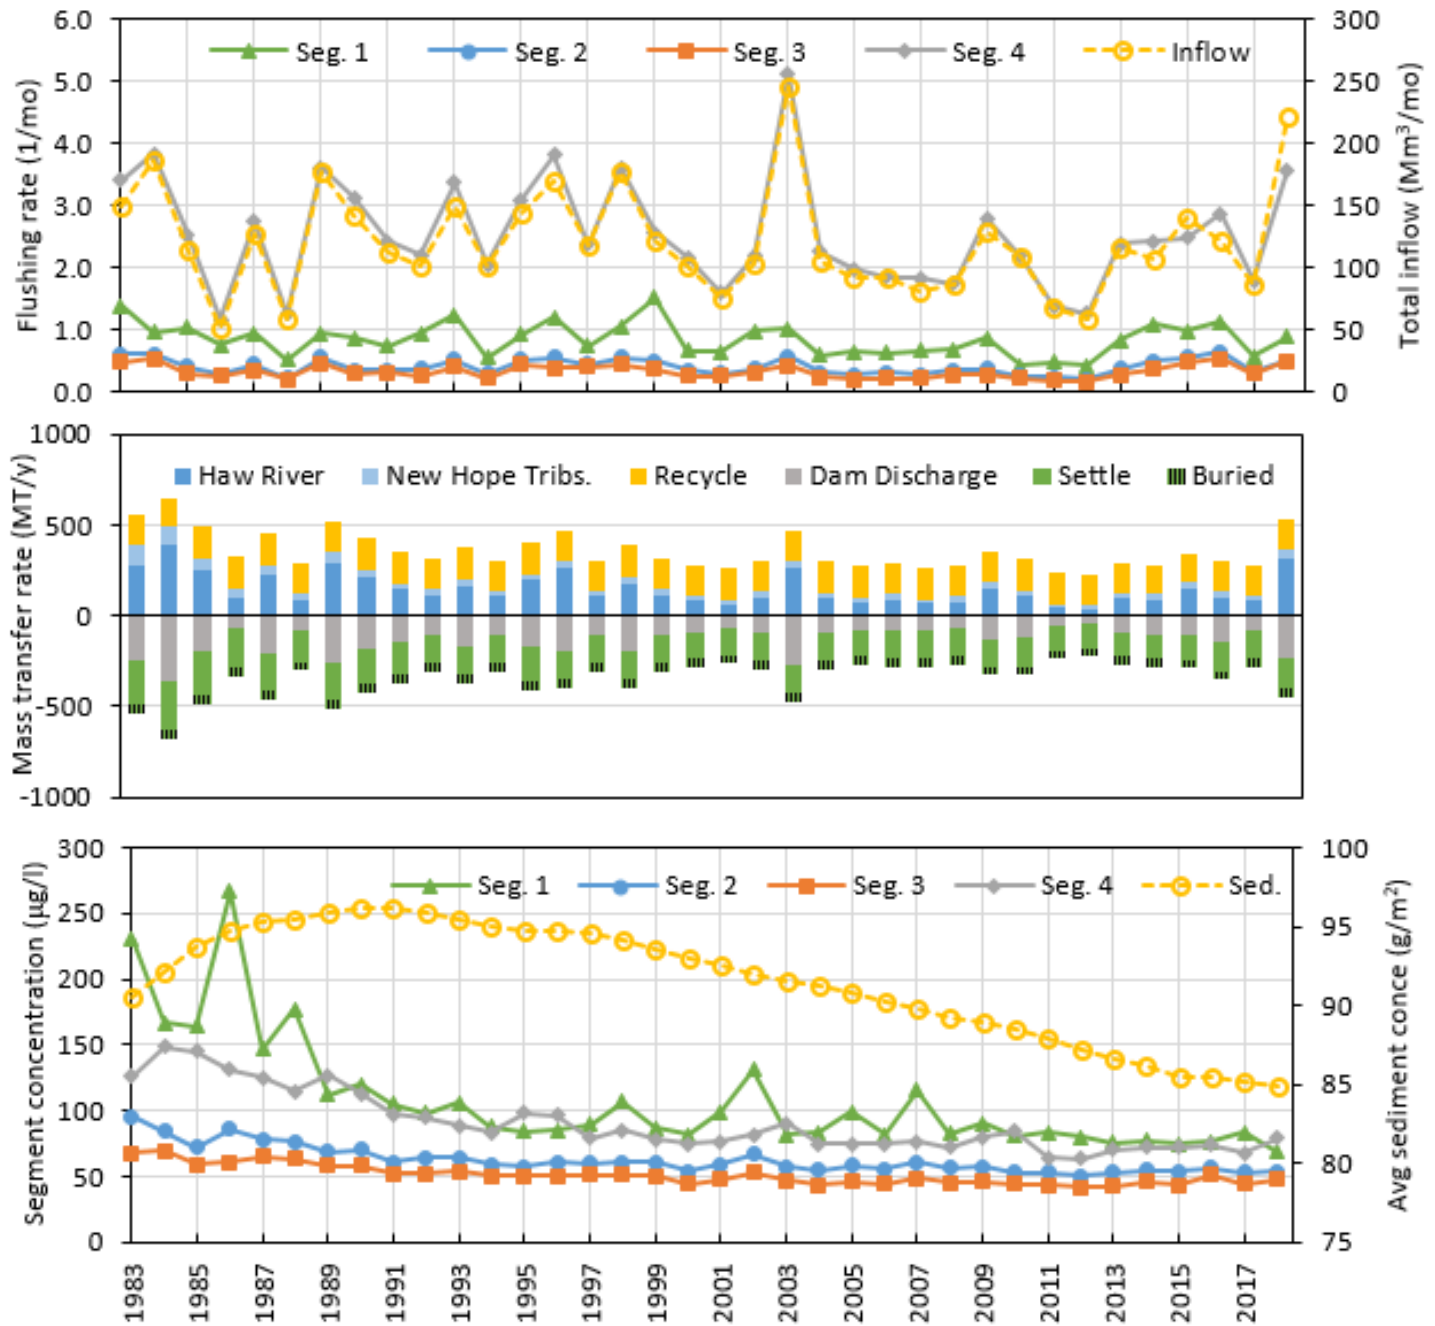 6.0
5.0
4.0
3.0
2.0
1.0
0.0
Flushing rate (1/mo)
Seg. 1
Seg. 2
Seg. 3
Seg. 4
Inflow
300
250
200
150
100
50
0
Total inflow (Mm³/mo)
1000
500
0
-500
-1000
Mass transfer rate (MT/y)
Haw River
New Hope Tribs.
Recycle
Dam Discharge
Settle
Buried
300
250
200
150
100
50
0
Segment concentration (µg/l)
Seg. 1
Seg. 2
Seg. 3
Seg. 4
Sed.
100
95
90
85
80
75
Avg sediment conce (g/m²)
1983
1985
1987
1989
1991
1993
1995
1997
1999
2001
2003
2005
2007
2009
2011
2013
2015
2017